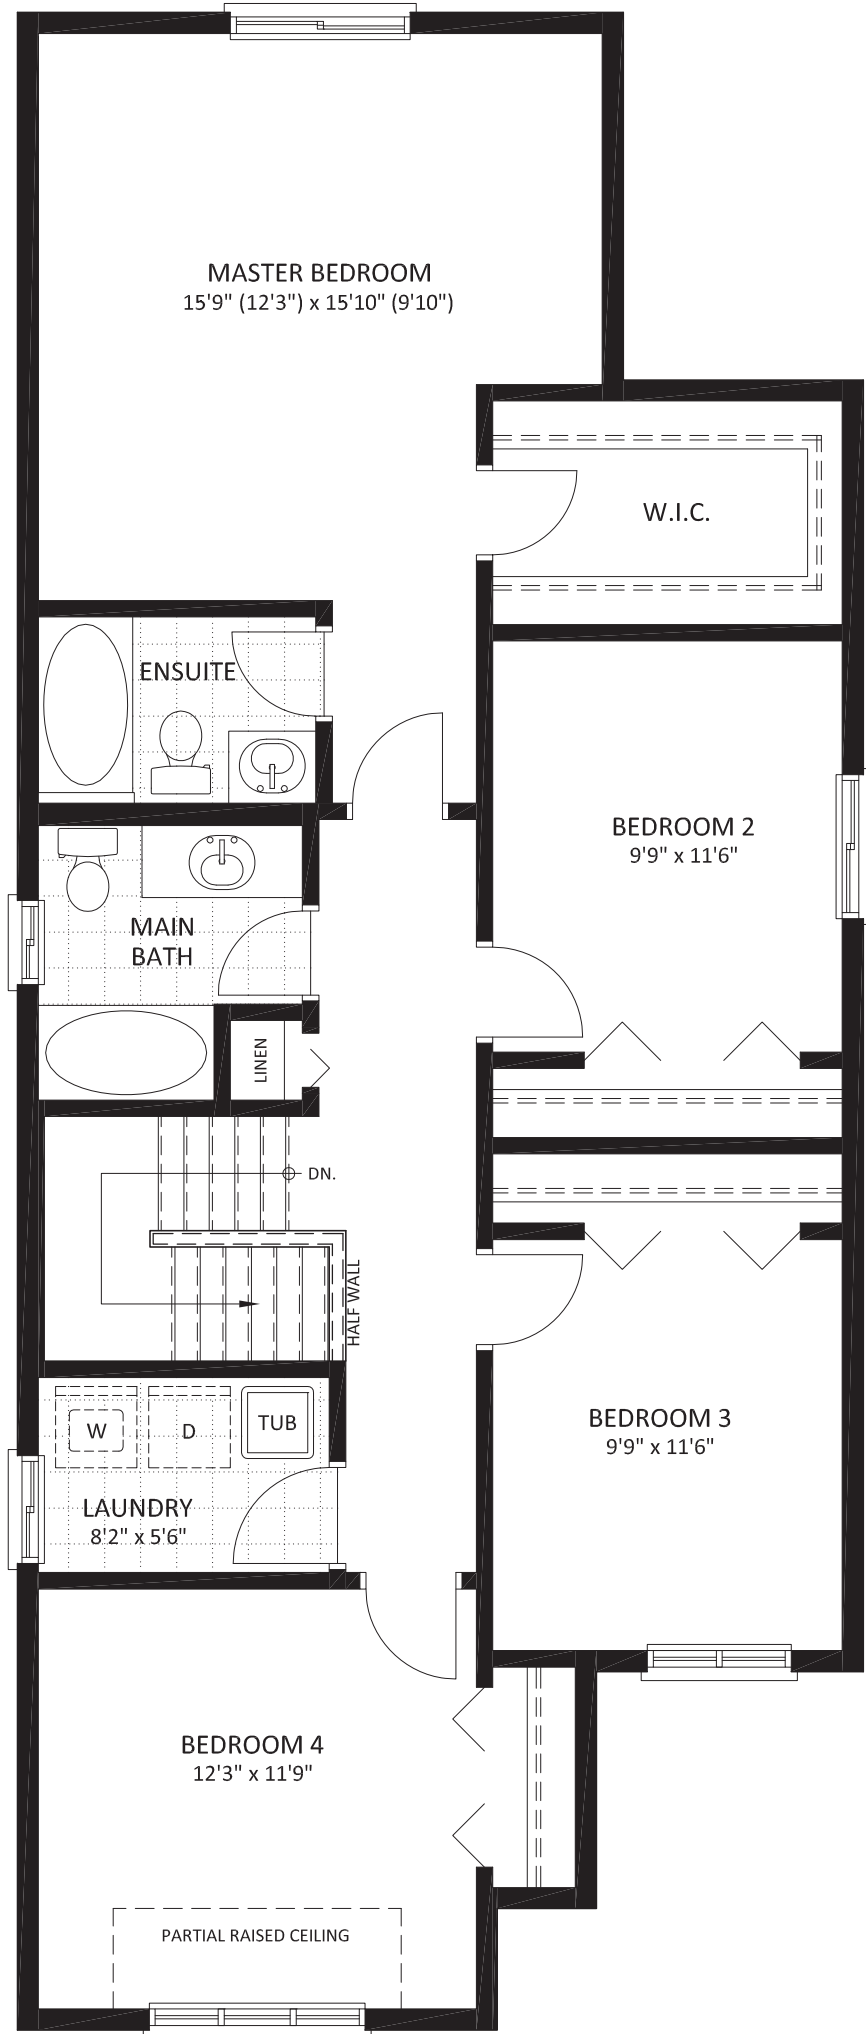 MASTER BEDROOM
15'9" (12'3") x 15'10" (9'10")
W.I.C.
ENSUITE
BEDROOM 2
9'9" x 11'6"
MAIN
BATH
LINEN
DN.
HALF WALL
W
D
TUB
BEDROOM 3
9'9" x 11'6"
LAUNDRY
8'2" x 5'6"
BEDROOM 4
12'3" x 11'9"
PARTIAL RAISED CEILING